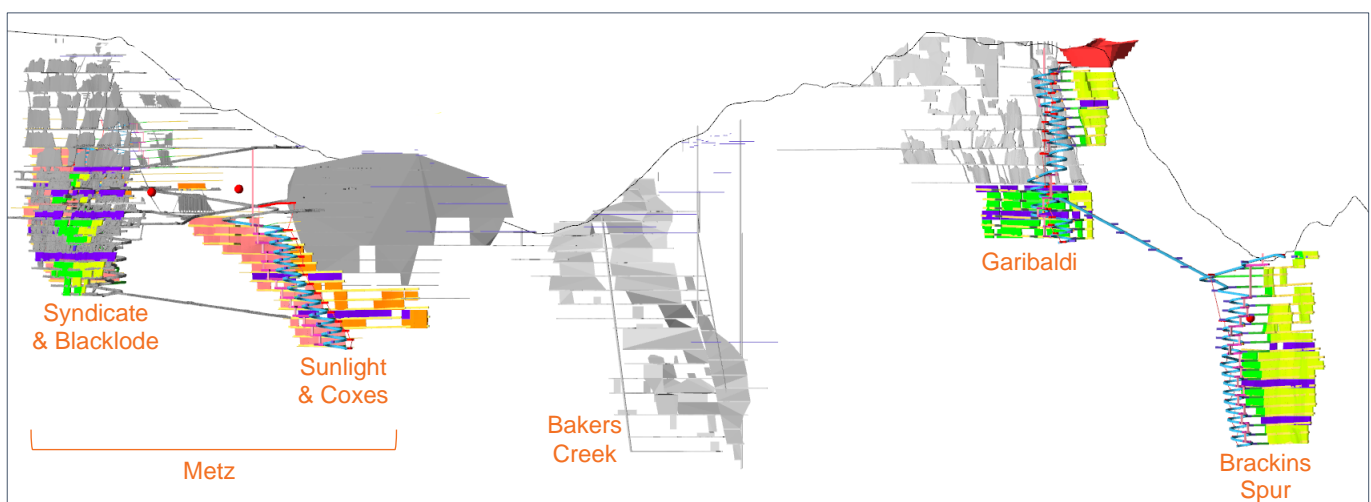 Syndicate
& Blacklode
Sunlight
& Coxes
Metz
Bakers
Creek
Garibaldi
Brackins
Spur